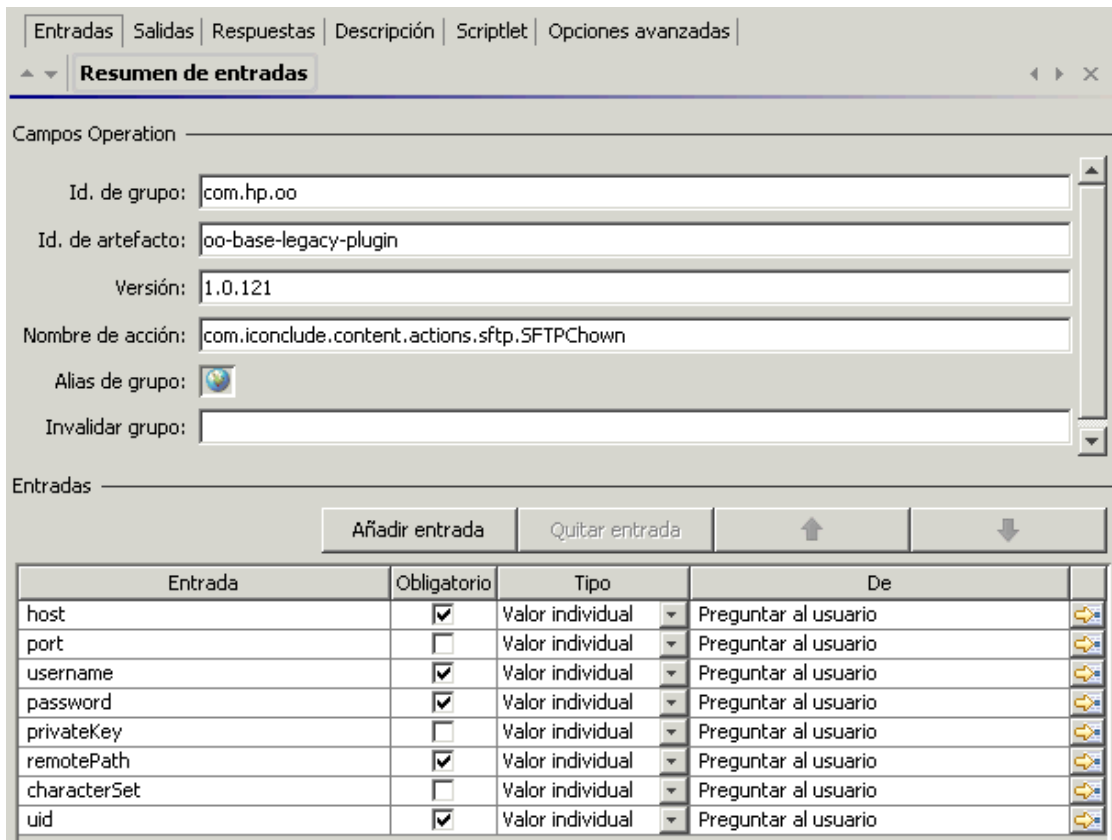 Entradas Salidas Respuestas Descripción Scriptlet Opciones avanzadas
Resumen de entradas
Campos Operation
Id. de grupo: com.hp.oo
Id. de artefacto: oo-base-legacy-plugin
Versión: 1.0.121
Nombre de acción: com.iconclude.content.actions.sftp.SFTPChown
Alias de grupo:
Invalidar grupo:
Entradas
Añadir entrada Quitar entrada
Entrada Obligatorio Tipo De
host Valor individual Preguntar al usuario
port Valor individual Preguntar al usuario
username Valor individual Preguntar al usuario
password Valor individual Preguntar al usuario
privateKey Valor individual Preguntar al usuario
remotePath Valor individual Preguntar al usuario
characterSet Valor individual Preguntar al usuario
uid Valor individual Preguntar al usuario